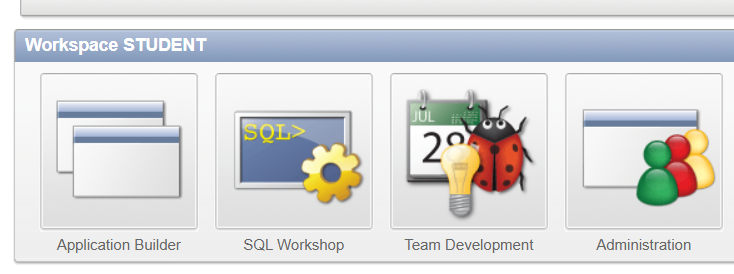 Workspace STUDENT
SQL>
JUL
28
Application Builder
SQL Workshop
Team Development
Administration